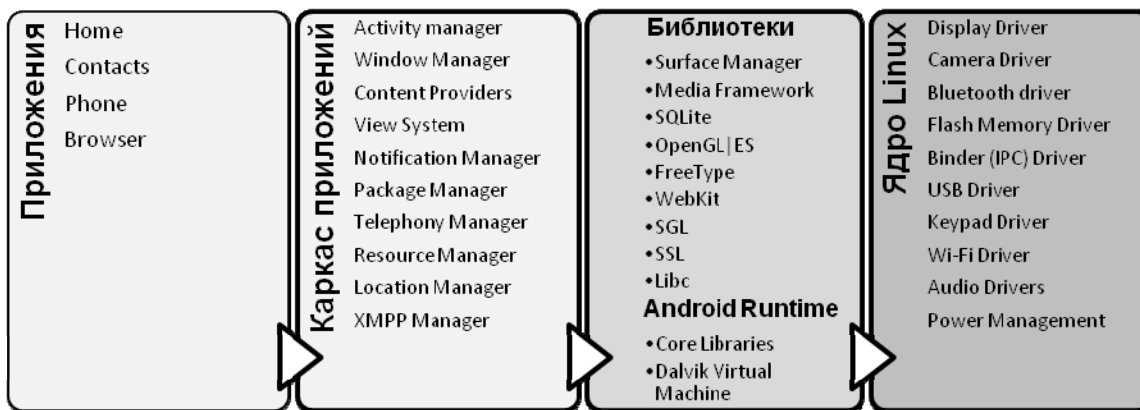 Приложения
Home
Contacts
Phone
Browser
Каркас приложений
Activity manager
Window Manager
Content Providers
View System
Notification Manager
Package Manager
Telephony Manager
Resource Manager
Location Manager
XMPP Manager
Библиотеки
•Surface Manager
•Media Framework
•SQLite
•OpenGL|ES
•FreeType
•WebKit
•SGL
•SSL
•Libc
Android Runtime
•Core Libraries
•Dalvik Virtual
Machine
Ядро Linux
Display Driver
Camera Driver
Bluetooth driver
Flash Memory Driver
Binder (IPC) Driver
USB Driver
Keypad Driver
Wi-Fi Driver
Audio Drivers
Power Management